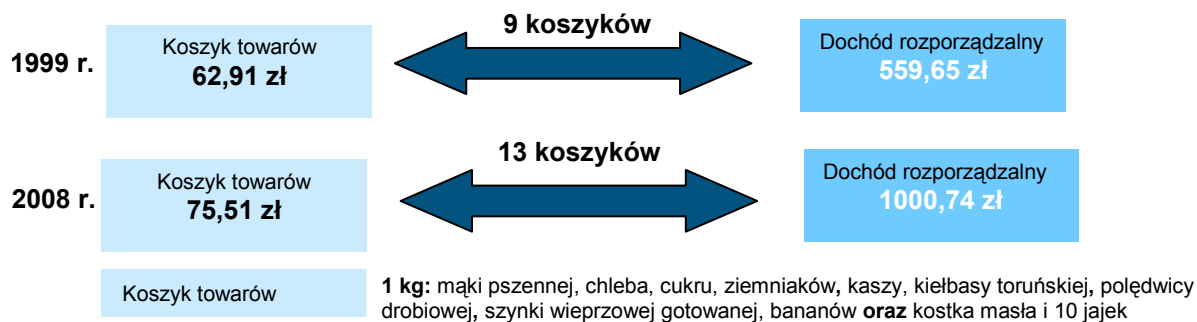 9 koszyków
1999 r.
Koszyk towarów
62,91 zł
Dochód rozporządzalny
559,65 zł
13 koszyków
2008 r.
Koszyk towarów
75,51 zł
Dochód rozporządzalny
1000,74 zł
Koszyk towarów
1 kg: mąki pszennej, chleba, cukru, ziemniaków, kaszy, kiełbasy toruńskiej, polędwicy
drobiowej, szynki wieprzowej gotowanej, bananów oraz kostka masła i 10 jajek